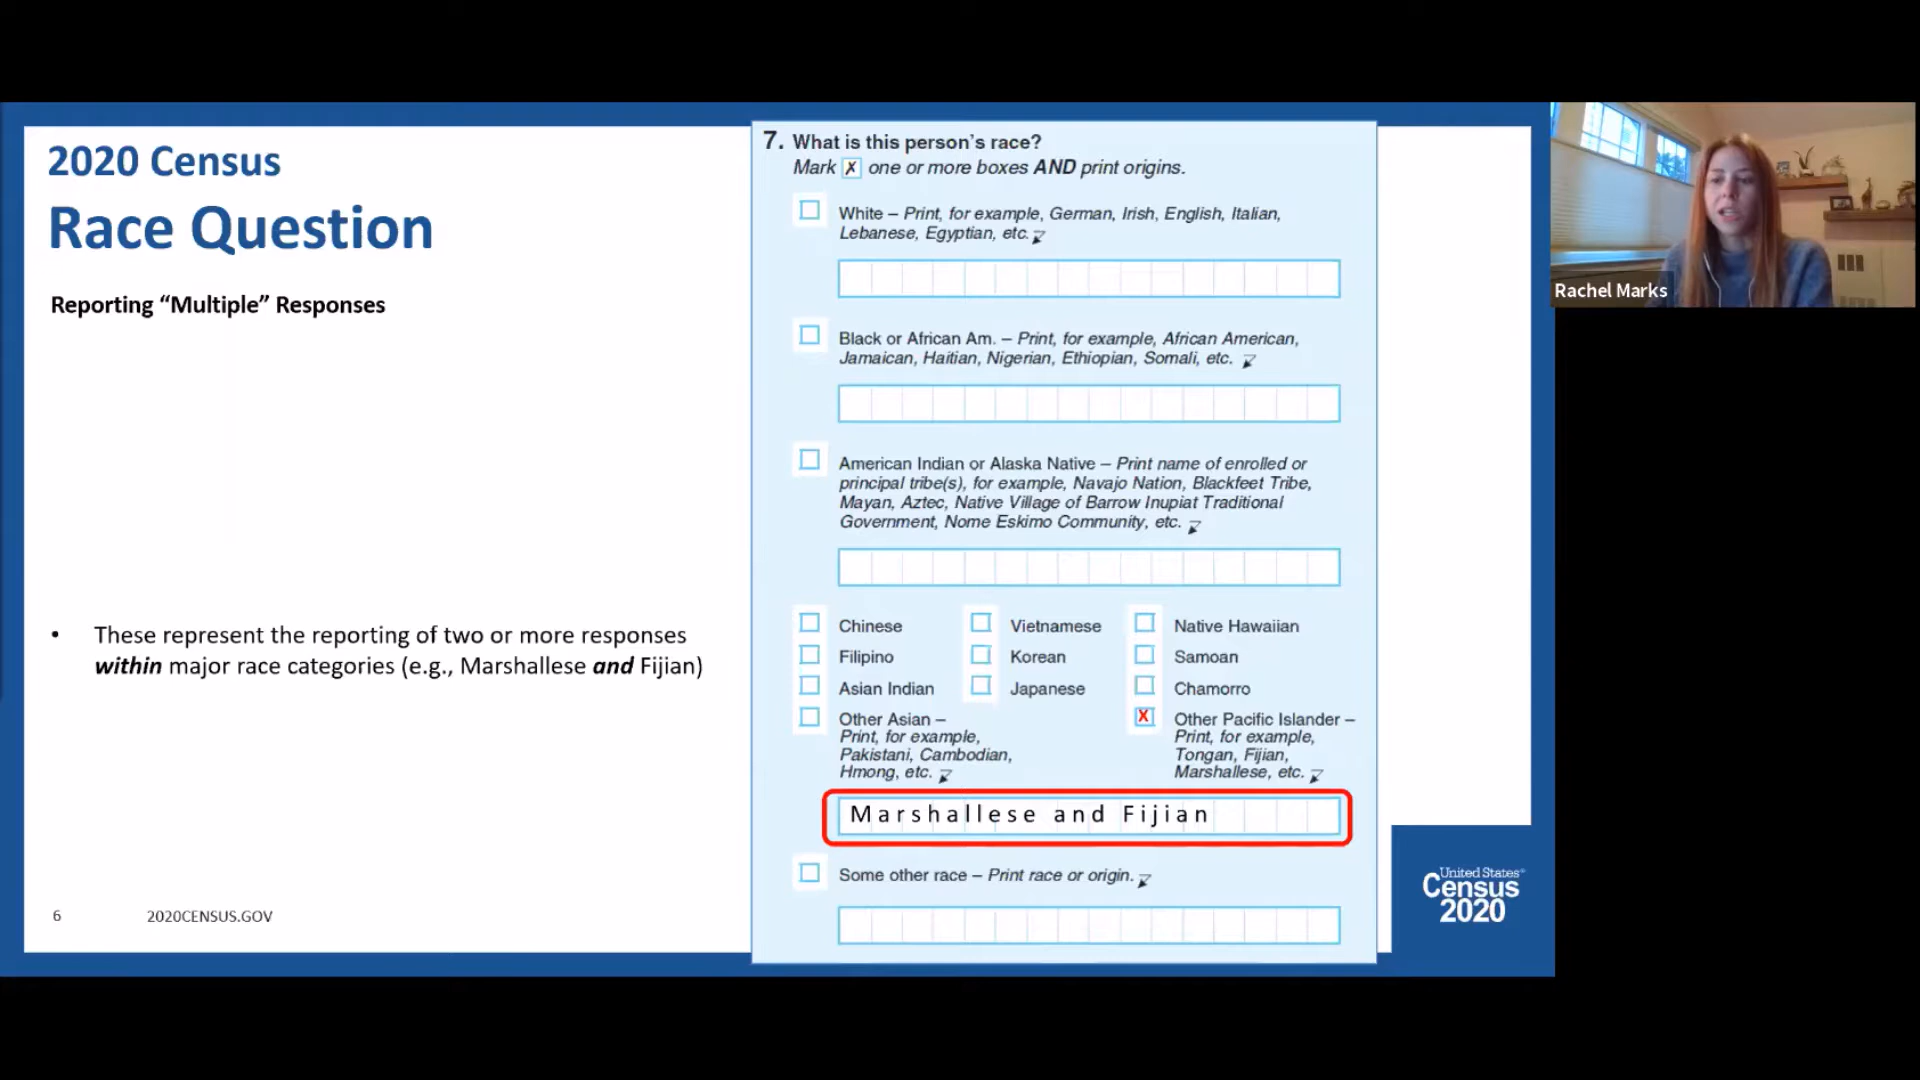 2020 Census
Race Question
Reporting “Multiple” Responses
• These represent the reporting of two or more responses
within major race categories (e.g., Marshallese and Fijian)
6 2020CENSUS.GOV
7. What is this person’s race?
Mark X one or more boxes AND print origins.
White – Print, for example, German, Irish, English, Italian,
Lebanese, Egyptian, etc.
Black or African Am. – Print, for example, African American,
Jamaican, Haitian, Nigerian, Ethiopian, Somali, etc.
American Indian or Alaska Native – Print name of enrolled or
principal tribe(s), for example, Navajo Nation, Blackfeet Tribe,
Mayan, Aztec, Native Village of Barrow Inupiat Traditional
Government, Nome Eskimo Community, etc.
Chinese Vietnamese Native Hawaiian
Filipino Korean Samoan
Asian Indian Japanese Chamorro
Other Asian –
Print, for example,
Pakistani, Cambodian,
Hmong, etc.
X Other Pacific Islander –
Print, for example,
Tongan, Fijian,
Marshallese, etc.
Marshallese and Fijian
Some other race – Print race or origin.
United States®
Census
2020
Rachel Marks